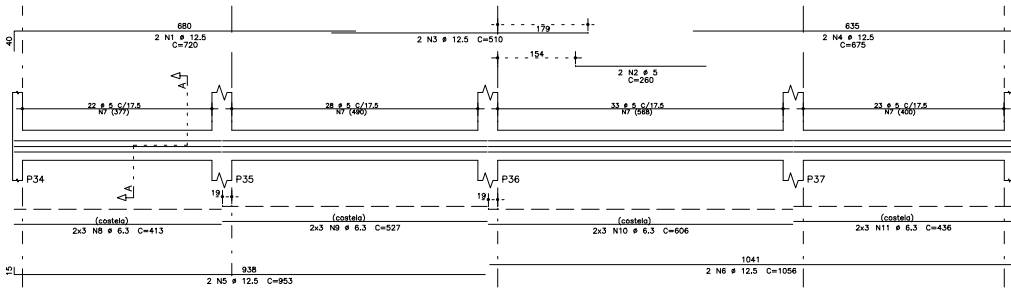 680
2 N1 ø 12.5
C=720
40
179
2 N3 ø 12.5 C=510
635
2 N4 ø 12.5
C=675
154
2 N2 ø 5
C=260
A
22 ø 5 C/17.5
N7 (377)
28 ø 5 C/17.5
N7 (490)
33 ø 5 C/17.5
N7 (568)
23 ø 5 C/17.5
N7 (400)
P34
P35
P36
P37
A
19
19
(costela)
2x3 N8 ø 6.3 C=413
(costela)
2x3 N9 ø 6.3 C=527
(costela)
2x3 N10 ø 6.3 C=606
(costela)
2x3 N11 ø 6.3 C=436
15
938
2 N5 ø 12.5 C=953
1041
2 N6 ø 12.5 C=1056